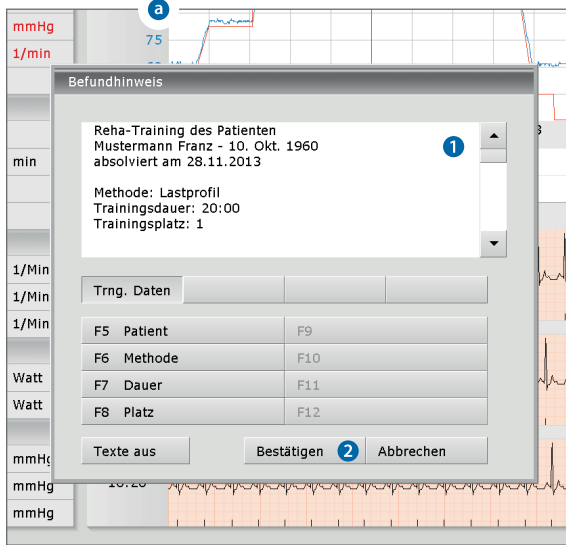 a
mmHg
75
1/min
Befundhinweis
Reha-Training des Patienten
Mustermann Franz - 10. Okt. 1960
absolviert am 28.11.2013
1
Methode: Lastprofil
Trainingsdauer: 20:00
Trainingsplatz: 1
min
1/Min
Trng. Daten
1/Min
1/Min
F5 Patient
F9
F6 Methode
F10
Watt
F7 Dauer
F11
Watt
F8 Platz
F12
Texte aus
Bestätigen
2
Abbrechen
mmHg
mmHg
mmHg